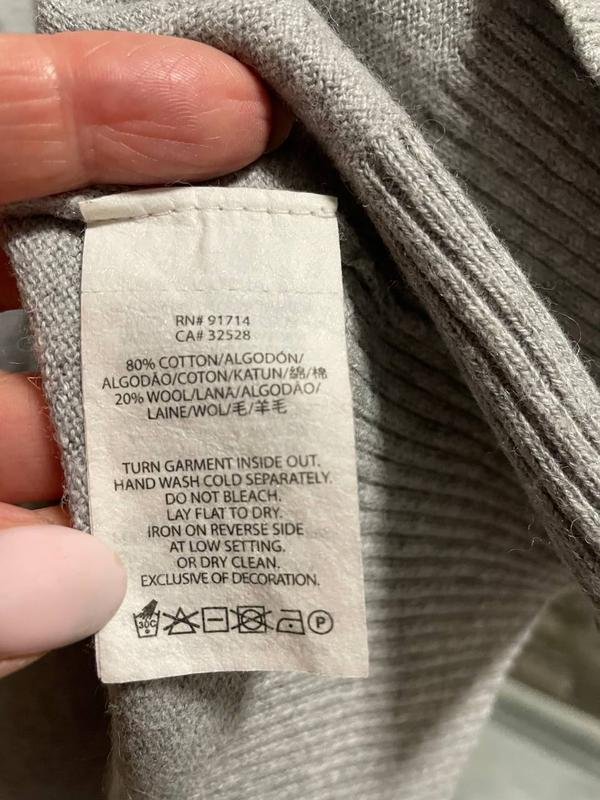 RN# 91714
CA# 32528
80% COTTON/ALGODÓN/
ALGODÃO/COTON/KATUN/綿/棉
20% WOOL/LANA/ALGODAO/
LAINE/WOL/毛/羊毛
TURN GARMENT INSIDE OUT.
HAND WASH COLD SEPARATELY.
DO NOT BLEACH.
LAY FLAT TO DRY.
IRON ON REVERSE SIDE
AT LOW SETTING.
OR DRY CLEAN.
EXCLUSIVE OF DECORATION.
30C P